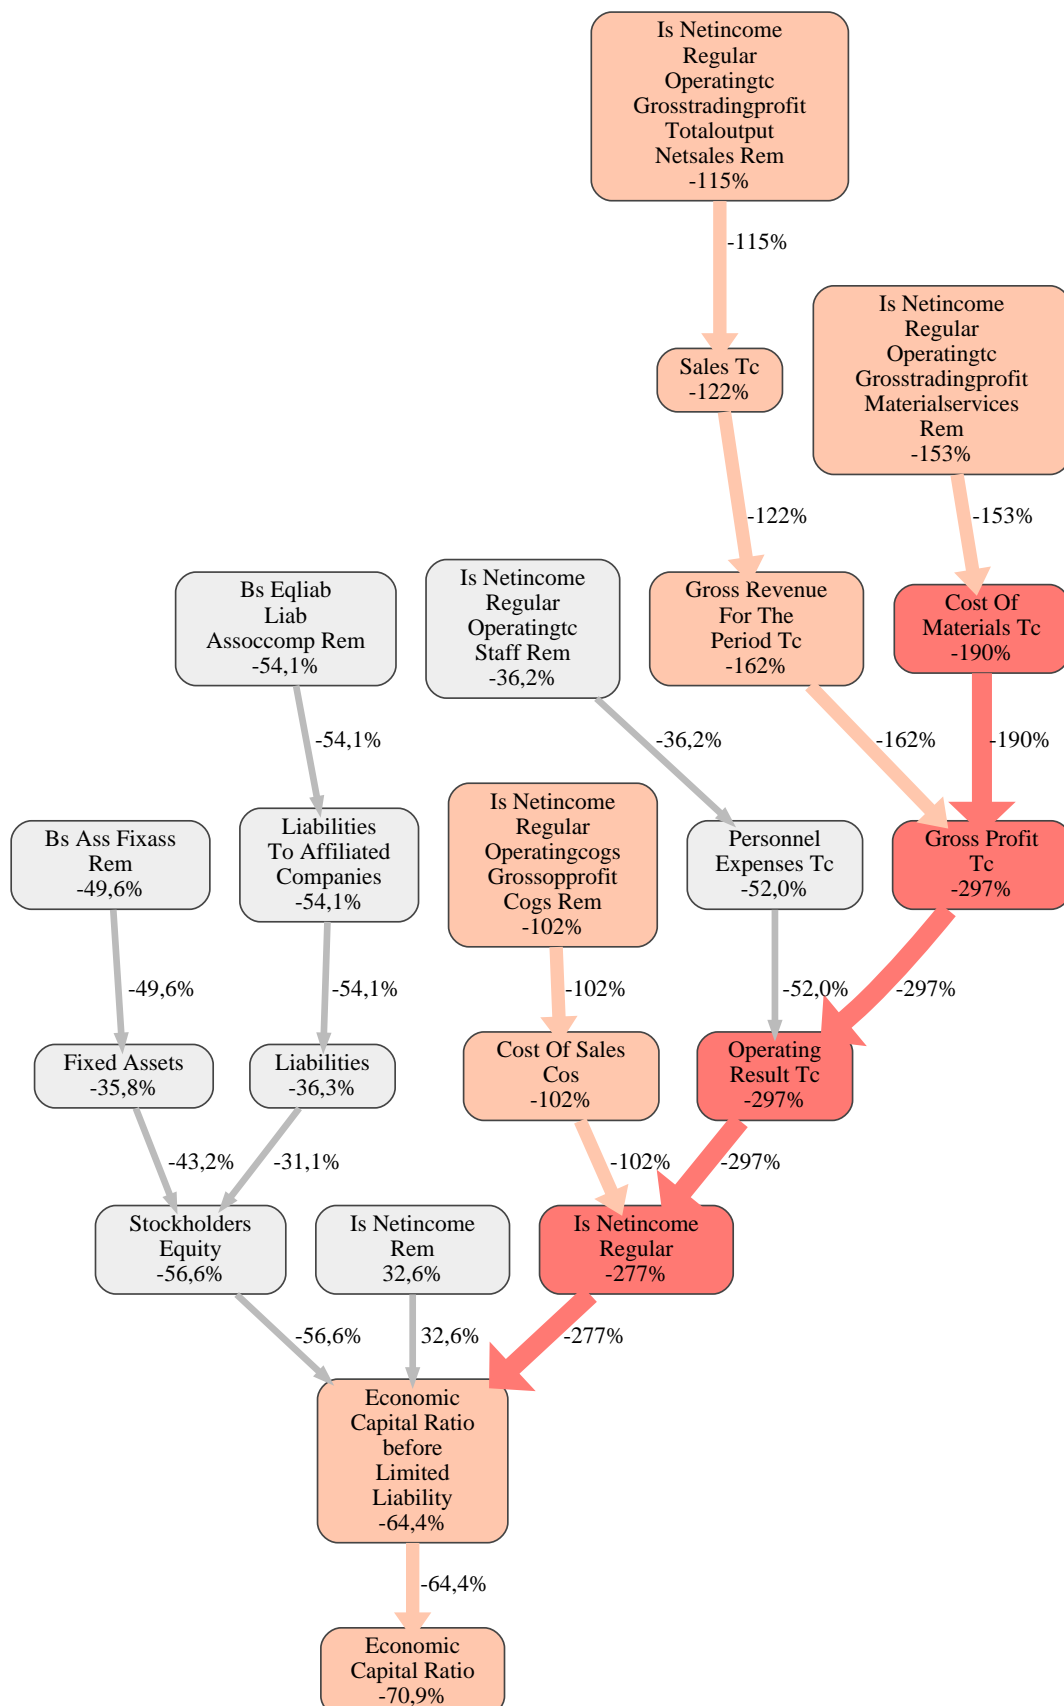 Is Netincome
Regular
Operatingtc
Grosstradingprofit
Totaloutput
Netsales Rem
-115%
-115%
Is Netincome
Regular
Operatingtc
Grosstradingprofit
Materialservices
Rem
-153%
Sales Tc
-122%
-122%
-153%
Bs Eqliab
Liab
Assoccomp Rem
-54,1%
Is Netincome
Regular
Operatingtc
Staff Rem
-36,2%
Gross Revenue
For The
Period Tc
-162%
Cost Of
Materials Tc
-190%
-54,1%
-36,2%
-162%
-190%
Bs Ass Fixass
Rem
-49,6%
Liabilities
To Affiliated
Companies
-54,1%
Is Netincome
Regular
Operatingcogs
Grossopprofit
Cogs Rem
-102%
Personnel
Expenses Tc
-52,0%
Gross Profit
Tc
-297%
-49,6%
-54,1%
-102%
-52,0%
-297%
Fixed Assets
-35,8%
Liabilities
-36,3%
Cost Of Sales
Cos
-102%
Operating
Result Tc
-297%
-43,2%
-31,1%
-102%
-297%
Stockholders
Equity
-56,6%
Is Netincome
Rem
32,6%
Is Netincome
Regular
-277%
-56,6%
32,6%
-277%
Economic
Capital Ratio
before
Limited
Liability
-64,4%
-64,4%
Economic
Capital Ratio
-70,9%